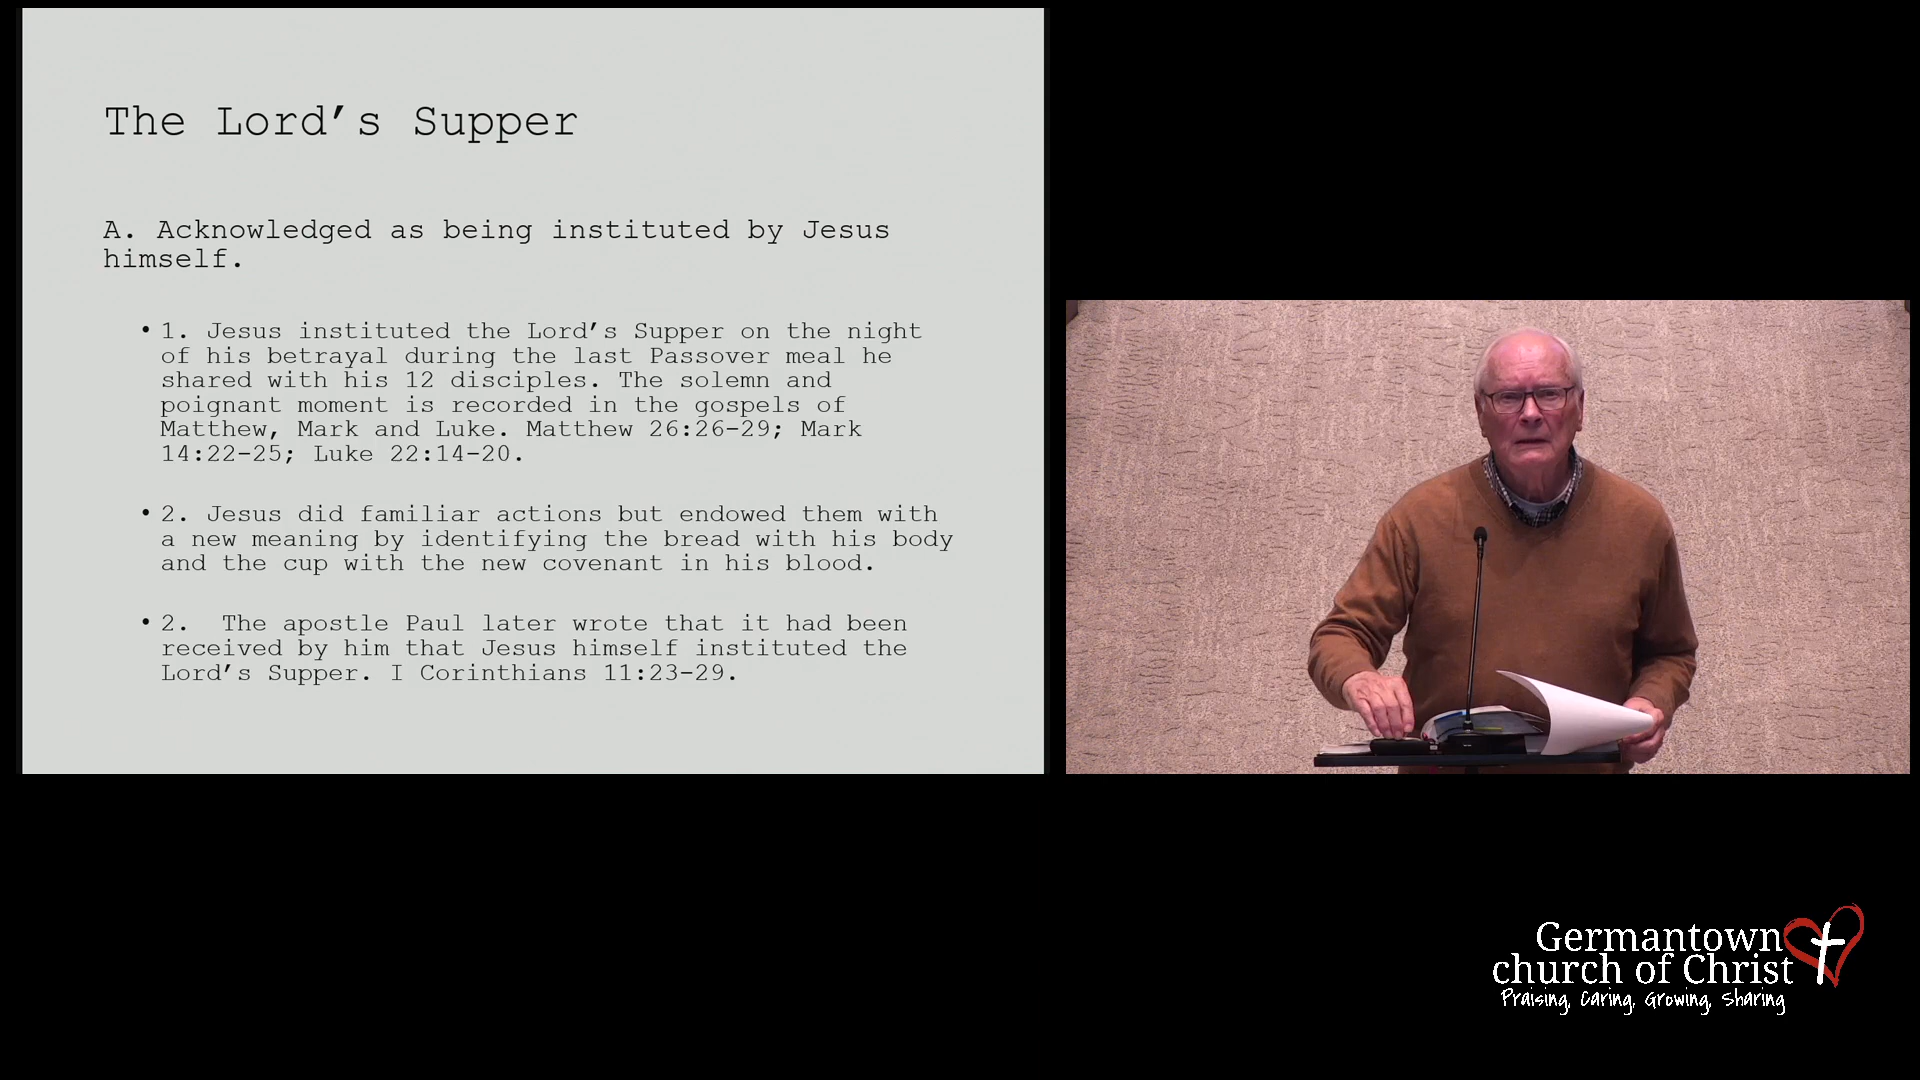 The Lord’s Supper
A. Acknowledged as being instituted by Jesus
himself.
• 1. Jesus instituted the Lord’s Supper on the night
of his betrayal during the last Passover meal he
shared with his 12 disciples. The solemn and
poignant moment is recorded in the gospels of
Matthew, Mark and Luke. Matthew 26:26-29; Mark
14:22-25; Luke 22:14-20.
• 2. Jesus did familiar actions but endowed them with
a new meaning by identifying the bread with his body
and the cup with the new covenant in his blood.
• 2. The apostle Paul later wrote that it had been
received by him that Jesus himself instituted the
Lord’s Supper. I Corinthians 11:23-29.
Germantown
church of Christ
Praising, Caring, Growing, Sharing